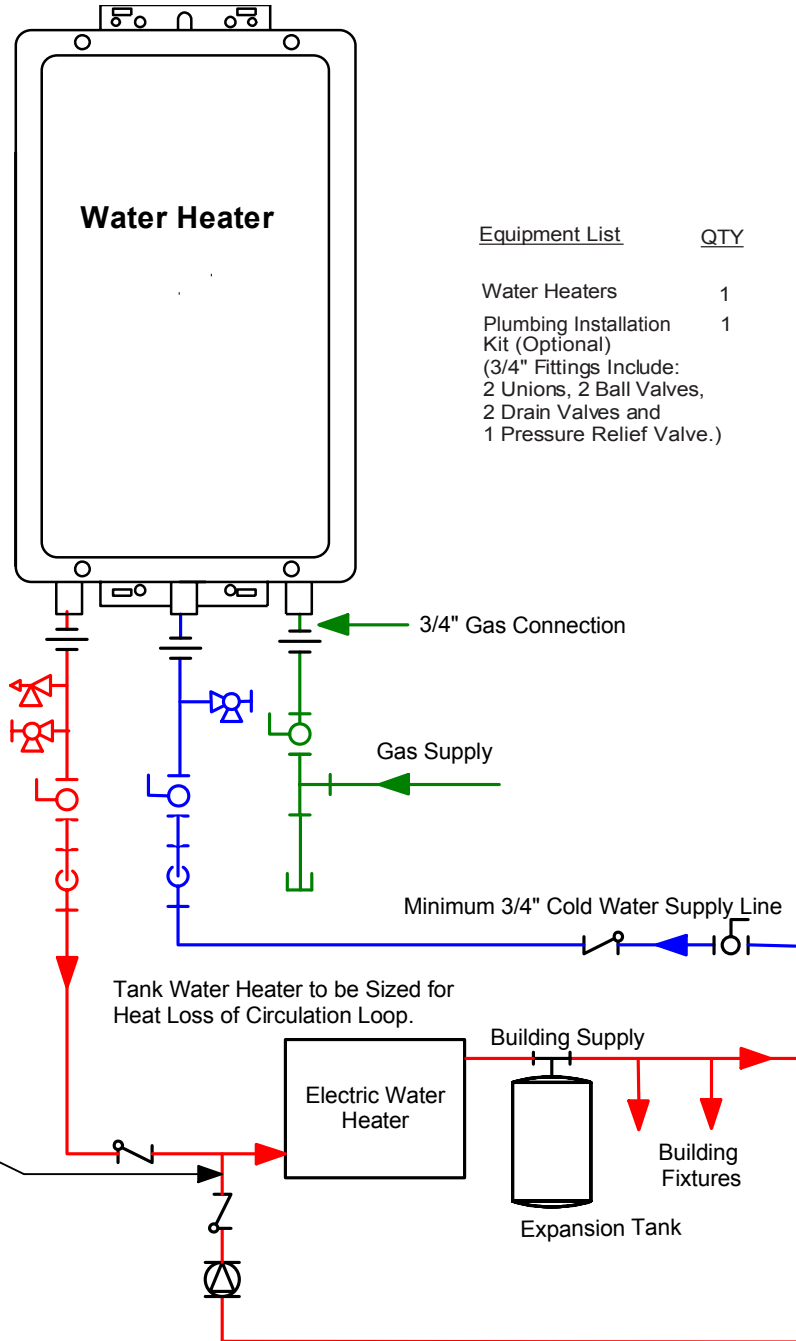 Water Heater
Equipment List QTY
Water Heaters 1
Plumbing Installation 1
Kit (Optional)
(3/4" Fittings Include:
2 Unions, 2 Ball Valves,
2 Drain Valves and
1 Pressure Relief Valve.)
3/4" Gas Connection
Gas Supply
Minimum 3/4" Cold Water Supply Line
Tank Water Heater to be Sized for
Heat Loss of Circulation Loop.
Building Supply
Electric Water
Heater
Building
Fixtures
Expansion Tank